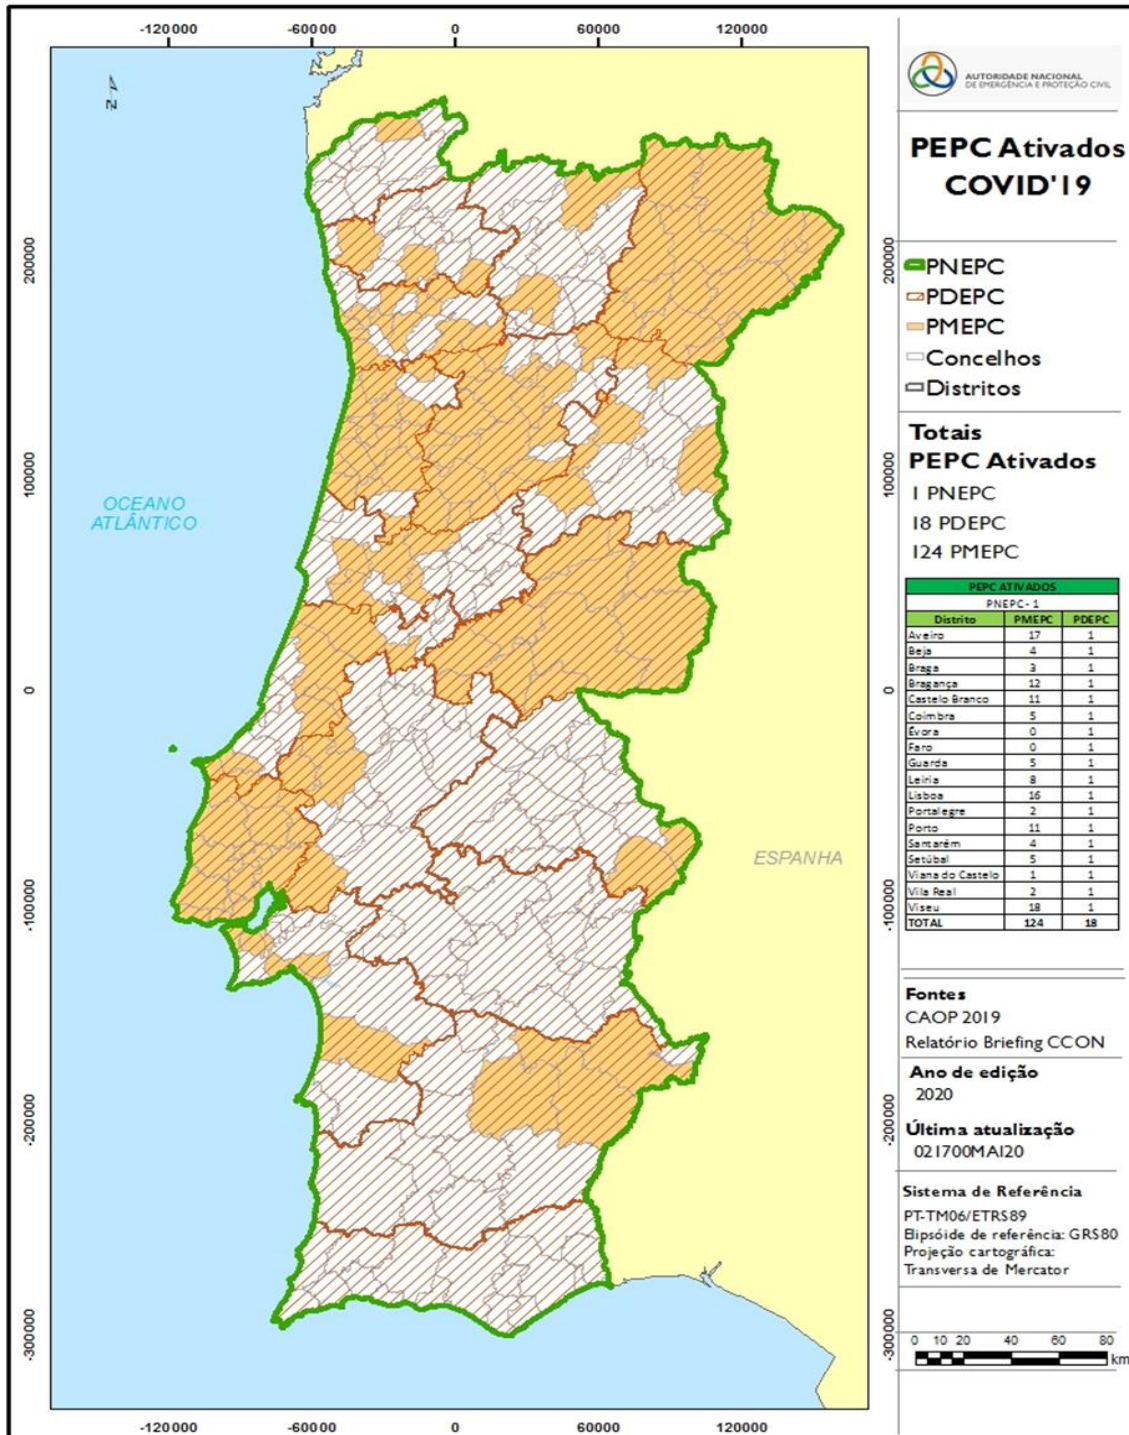 -120000 -60000 0 60000 120000
AUTORIDADE NACIONAL
DE EMERGÊNCIA E PROTEÇÃO CIVIL
N
PEPC Ativados
COVID'19
PNEPC
PDEPC
PMEPC
Concelhos
Distritos
Totais
PEPC Ativados
1 PNEPC
18 PDEPC
124 PMEPC
PEPC ATIVADOS
PNEPC- 1
Distrito PMEPC PDEPC
Aveiro 17 1
Beja 4 1
Braga 3 1
Bragança 12 1
Castelo Branco 11 1
Coimbra 5 1
Évora 0 1
Faro 0 1
Guarda 5 1
Leiria 8 1
Lisboa 16 1
Portalegre 2 1
Porto 11 1
Santarém 4 1
Setúbal 5 1
Viana do Castelo 1 1
Vila Real 2 1
Viseu 18 1
TOTAL 124 18
Fontes
CAOP 2019
Relatório Briefing CCON
Ano de edição
2020
Última atualização
021700MAI20
Sistema de Referência
PT-TM06/ETRS89
Elipsóide de referência: GRS80
Projeção cartográfica:
Transversa de Mercator
0 10 20 40 60 80
km
OCEANO
ATLÂNTICO
ESPANHA
200000
100000
0
-100000
-200000
-300000
200000
100000
0
-100000
-200000
-300000
-120000 -60000 0 60000 120000